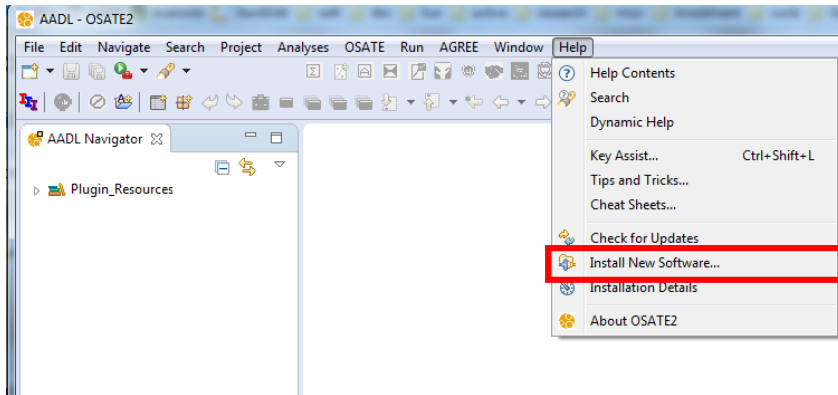 AADL - OSATE2
File Edit Navigate Search Project Analyses OSATE Run AGREE Window Help
AADL Navigator
Plugin_Resources
Help Contents
Search
Dynamic Help
Key Assist... Ctrl+Shift+L
Tips and Tricks...
Cheat Sheets...
Check for Updates
Install New Software...
Installation Details
About OSATE2